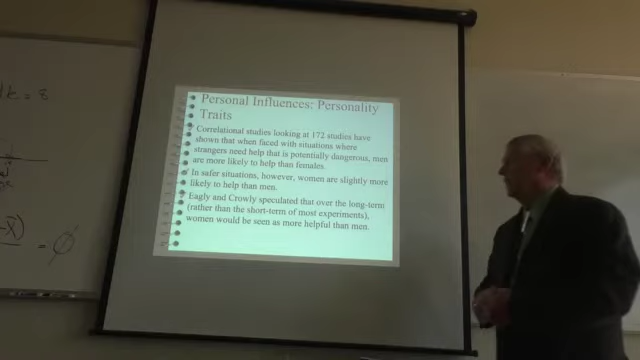 k = 8
Personal Influences: Personality
Traits
Correlational studies looking at 172 studies have
shown that when faced with situations where
strangers need help that is potentially dangerous, men
are more likely to help than females.
In safer situations, however, women are slightly more
likely to help than men.
Eagly and Crowly speculated that over the long-term
(rather than the short-term of most experiments),
women would be seen as more helpful than men.